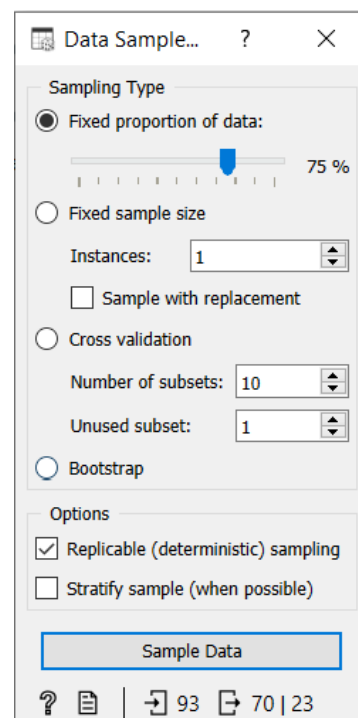 Data Sample... ?
Sampling Type
Fixed proportion of data:
75 %
Fixed sample size
Instances: 1
Sample with replacement
Cross validation
Number of subsets: 10
Unused subset: 1
Bootstrap
Options
Replicable (deterministic) sampling
Stratify sample (when possible)
Sample Data
? 93 70 | 23